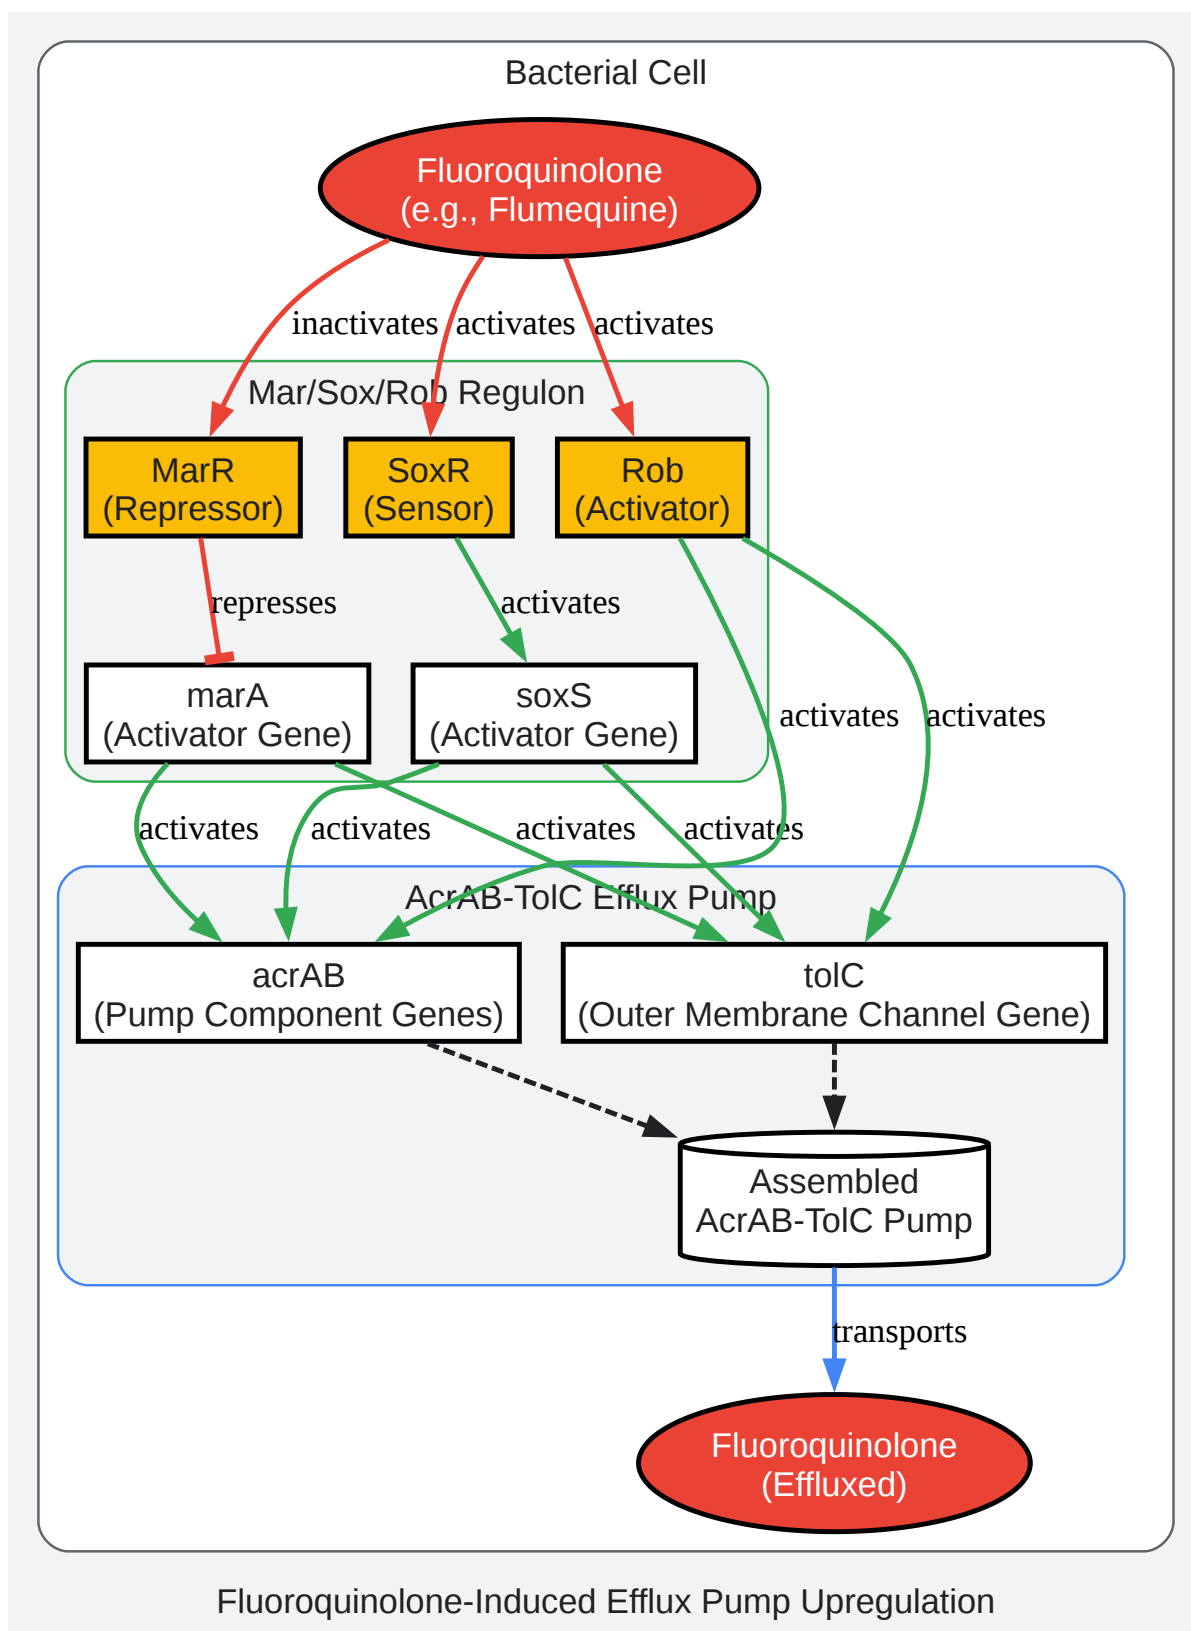 Bacterial Cell
Fluoroquinolone
(e.g., Flumequine)
inactivates
activates
activates
Mar/Sox/Rob Regulon
MarR
(Repressor)
SoxR
(Sensor)
Rob
(Activator)
represses
activates
marA
(Activator Gene)
soxS
(Activator Gene)
activates
activates
activates
activates
activates
activates
AcrAB-TolC Efflux Pump
acrAB
(Pump Component Genes)
tolC
(Outer Membrane Channel Gene)
Assembled
AcrAB-TolC Pump
transports
Fluoroquinolone
(Effluxed)
Fluoroquinolone-Induced Efflux Pump Upregulation